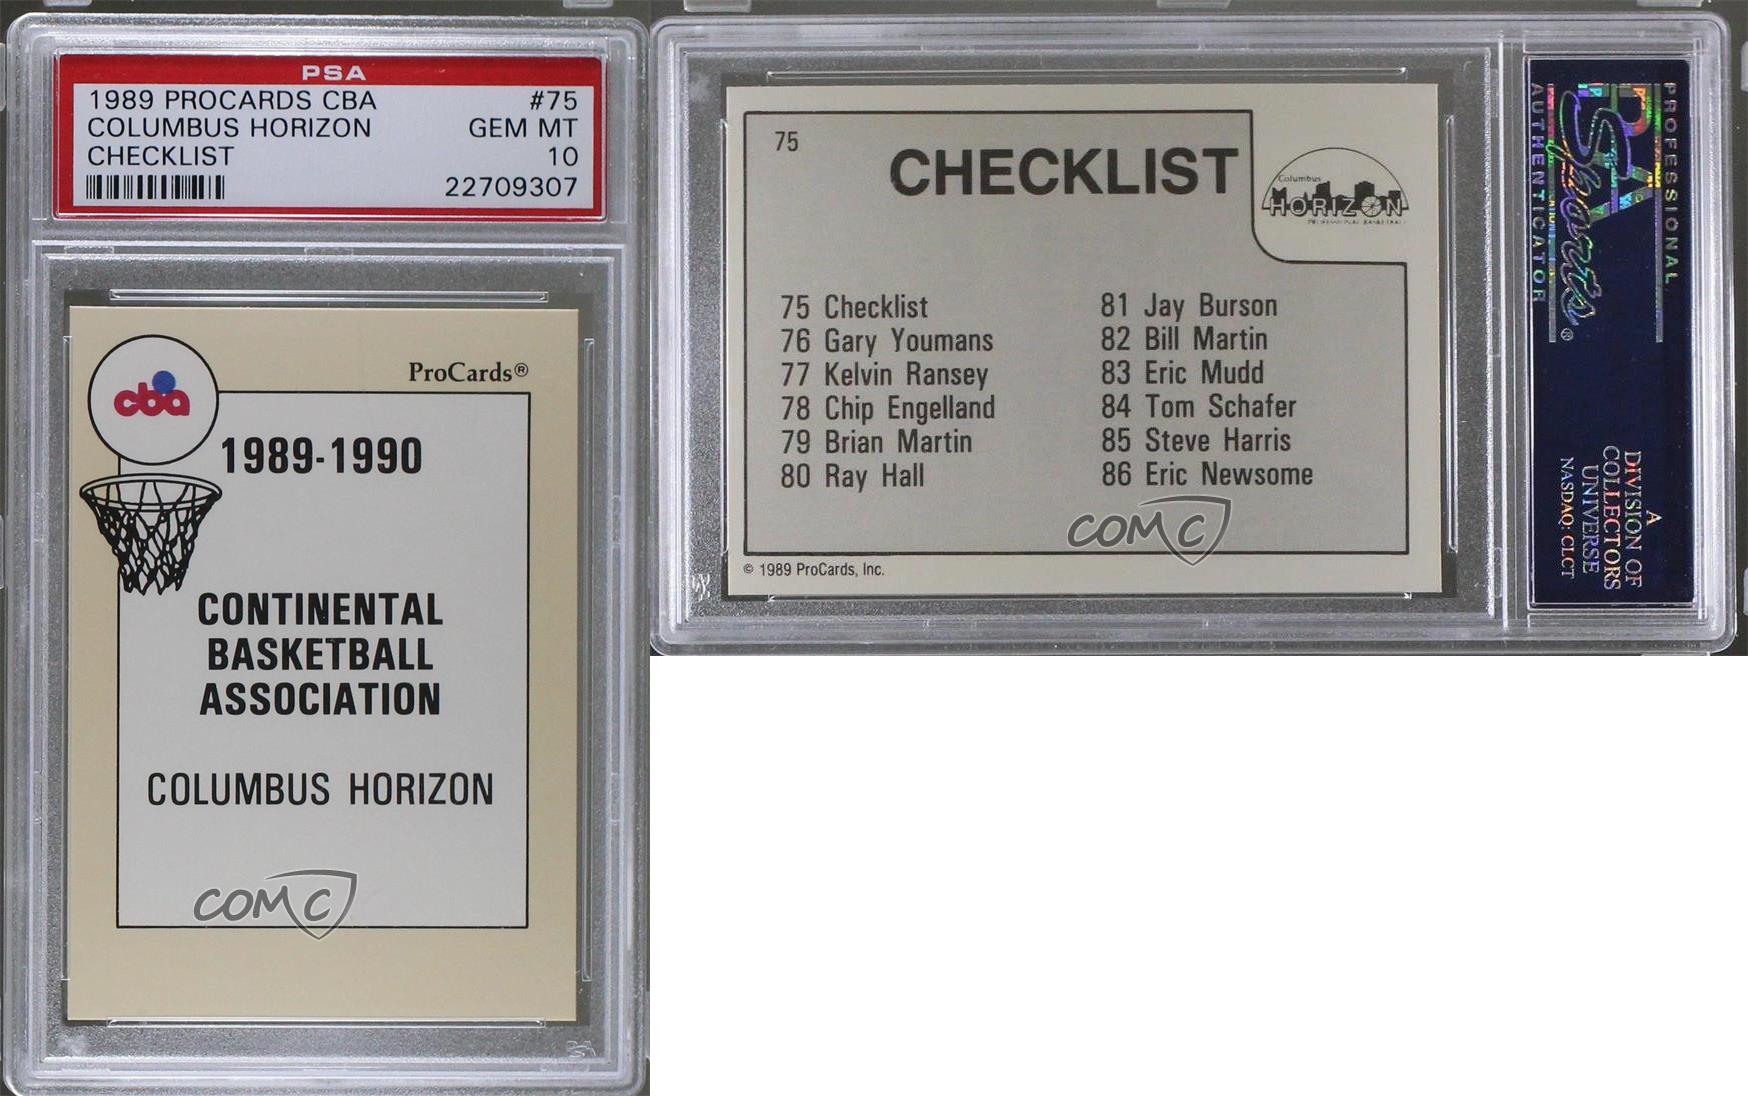 PSA
1989 PROCARDS CBA #75
COLUMBUS HORIZON GEM MT
CHECKLIST 10
22709307
cba
ProCards®
1989-1990
CONTINENTAL
BASKETBALL
ASSOCIATION
COLUMBUS HORIZON
COMC
75
CHECKLIST
Columbus
HORIZON
75 Checklist
76 Gary Youmans
77 Kelvin Ransey
78 Chip Engelland
79 Brian Martin
80 Ray Hall
81 Jay Burson
82 Bill Martin
83 Eric Mudd
84 Tom Schafer
85 Steve Harris
86 Eric Newsome
COMC
© 1989 ProCards, Inc.
PROFESSIONAL
PSA
Sports®
AUTHENTICATOR
A
DIVISION OF
COLLECTORS
UNIVERSE
NASDAQ: CLCT